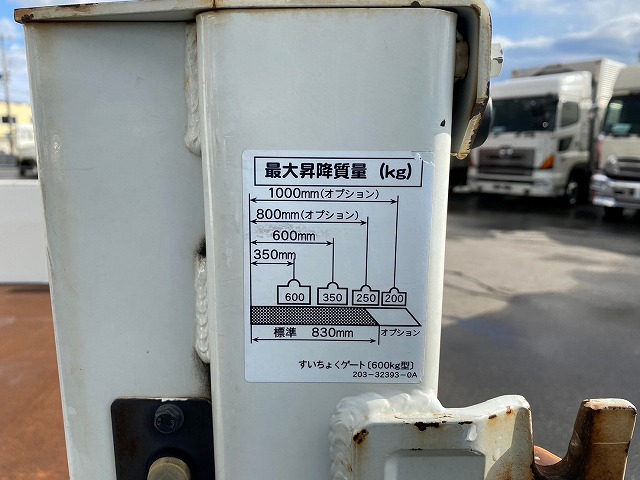 最大昇降質量 (kg)
1000mm(オプション)
800mm(オプション)
600mm
350mm
600 350 250 200
標準 830mm オプション
すいちょくゲート〔600kg型〕
203-32393-0A